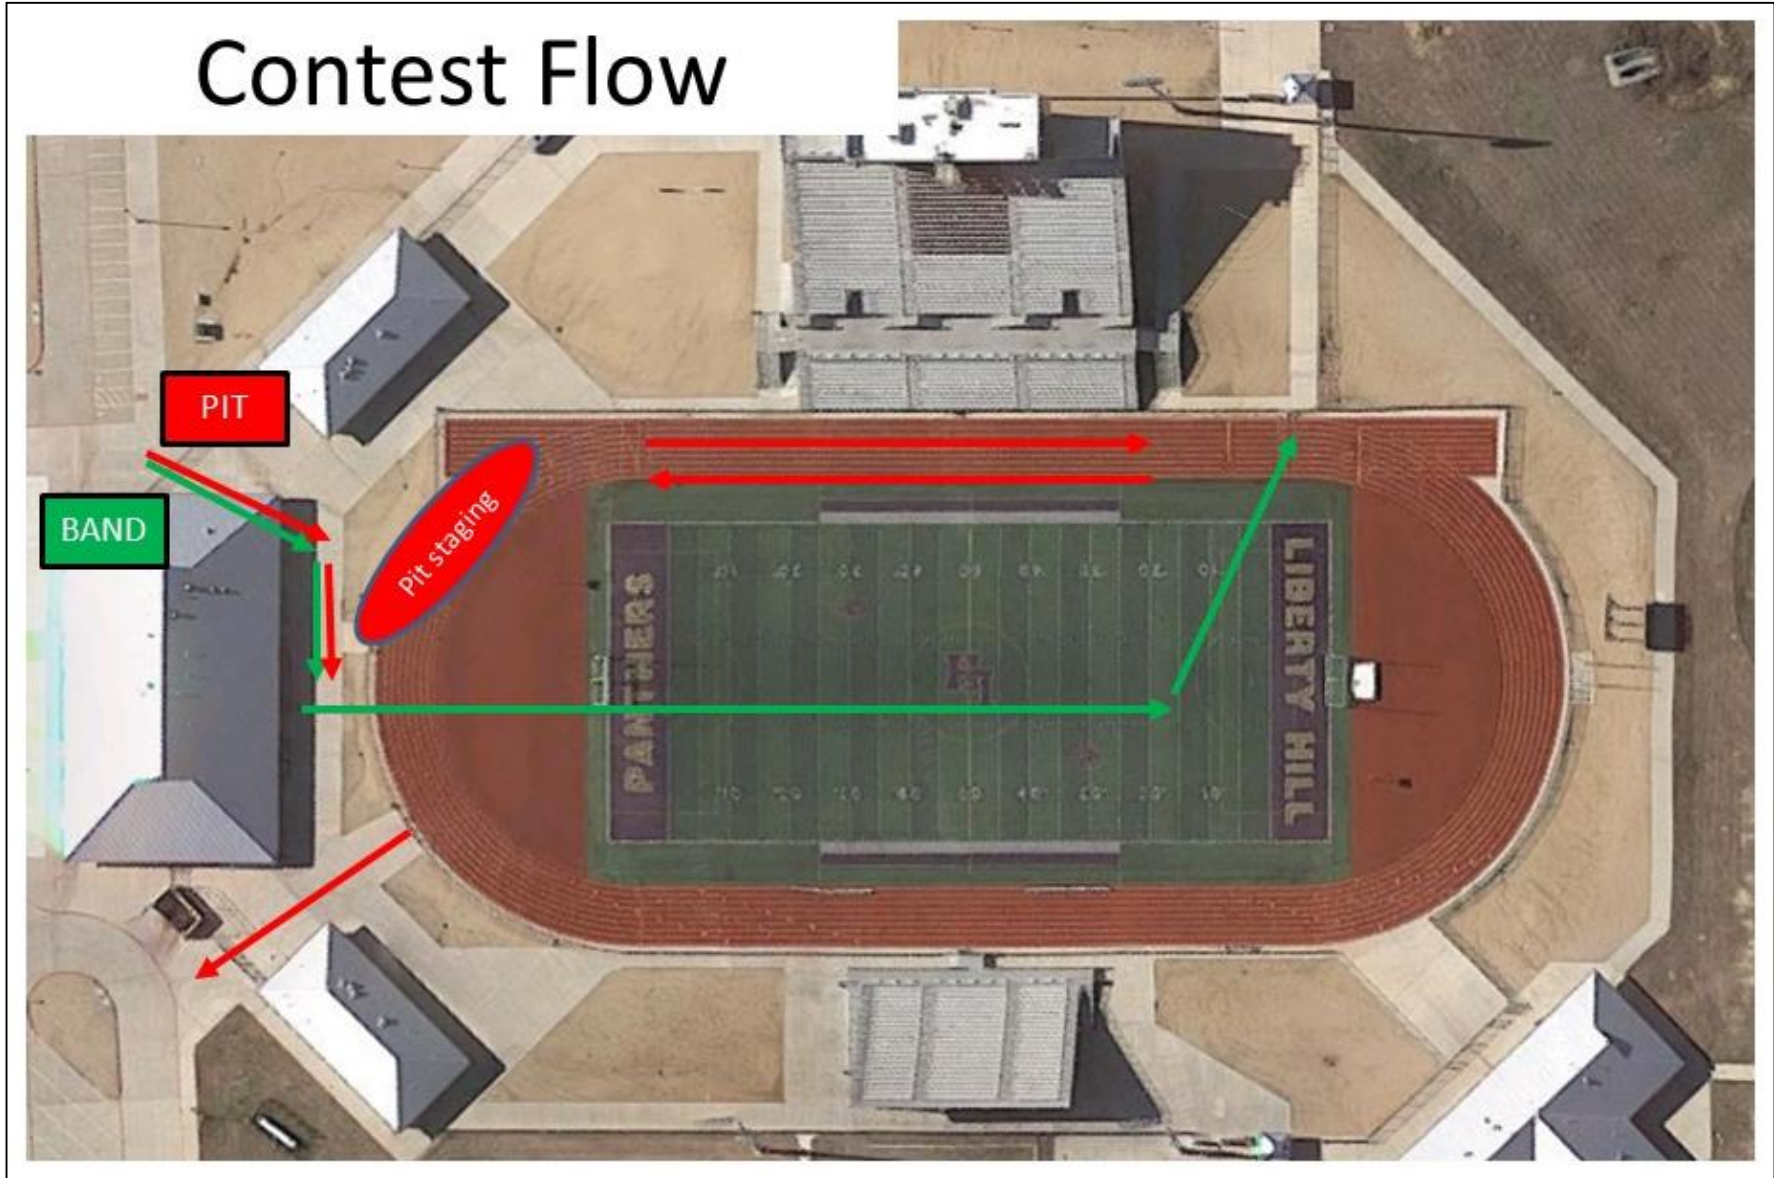 Contest Flow
PIT
BAND
Pit staging
PANTHERS
LIBERTY HILL